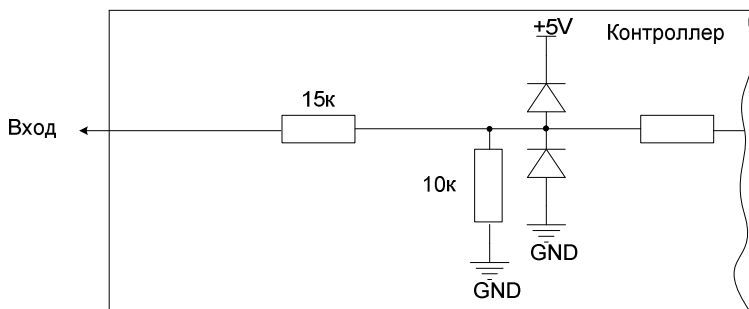 +5V
Контроллер
15к
Вход
10к
GND
GND